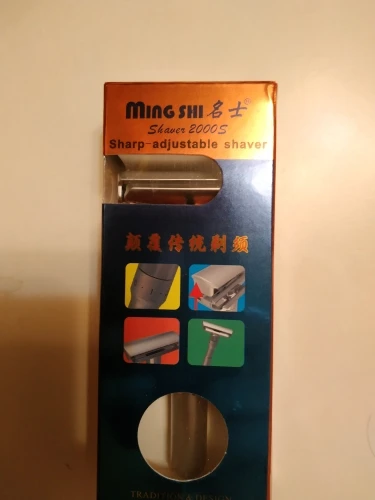 MING SHI 名士®
Shaver 2000S
Sharp-adjustable shaver
颠覆传统剃须